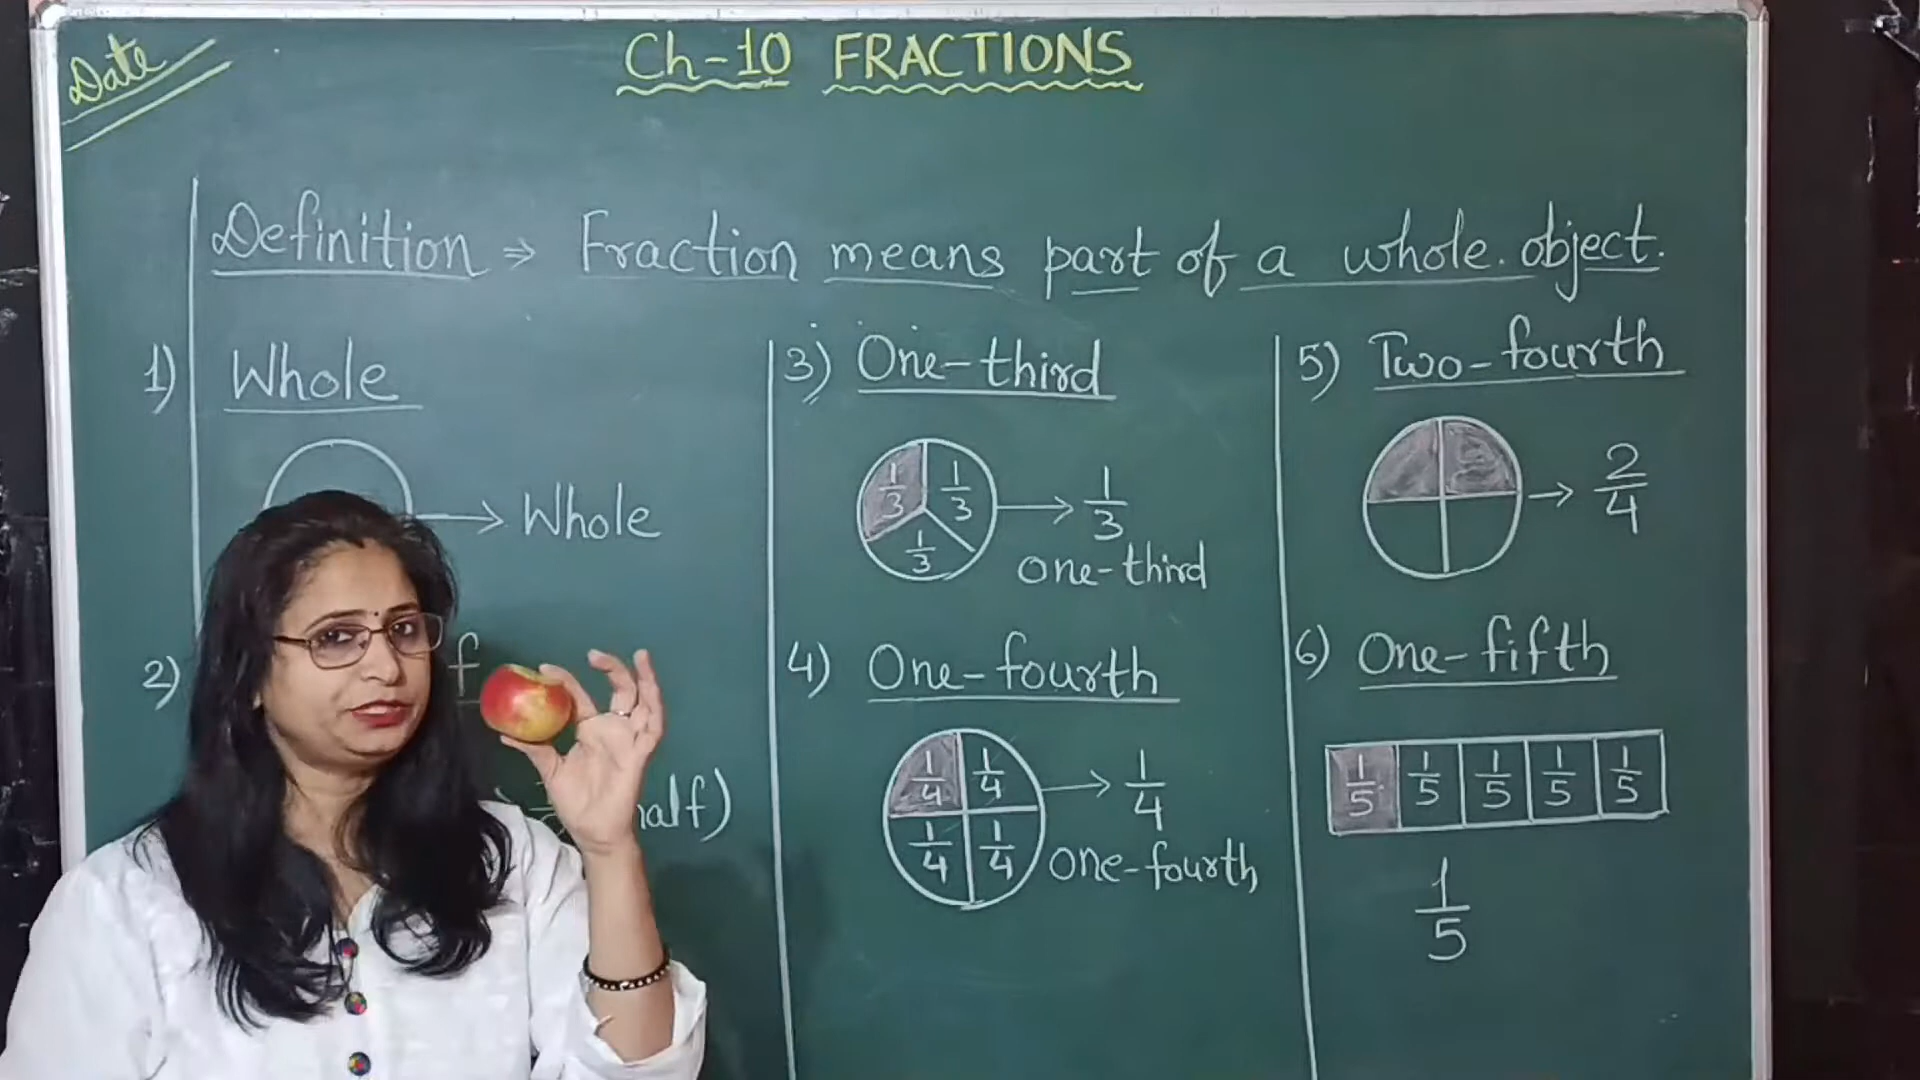 Date
Ch-10 FRACTIONS
Definition ⇒ Fraction means part of a whole. object.
1) Whole
→ Whole
2)
3) One-third
1/3 1/3 1/3 → 1/3
one-third
4) One-fourth
1/4 1/4 → 1/4
1/4 1/4 one-fourth
5) Two-fourth
→ 2/4
6) One-fifth
1/5 1/5 1/5 1/5 1/5
1/5